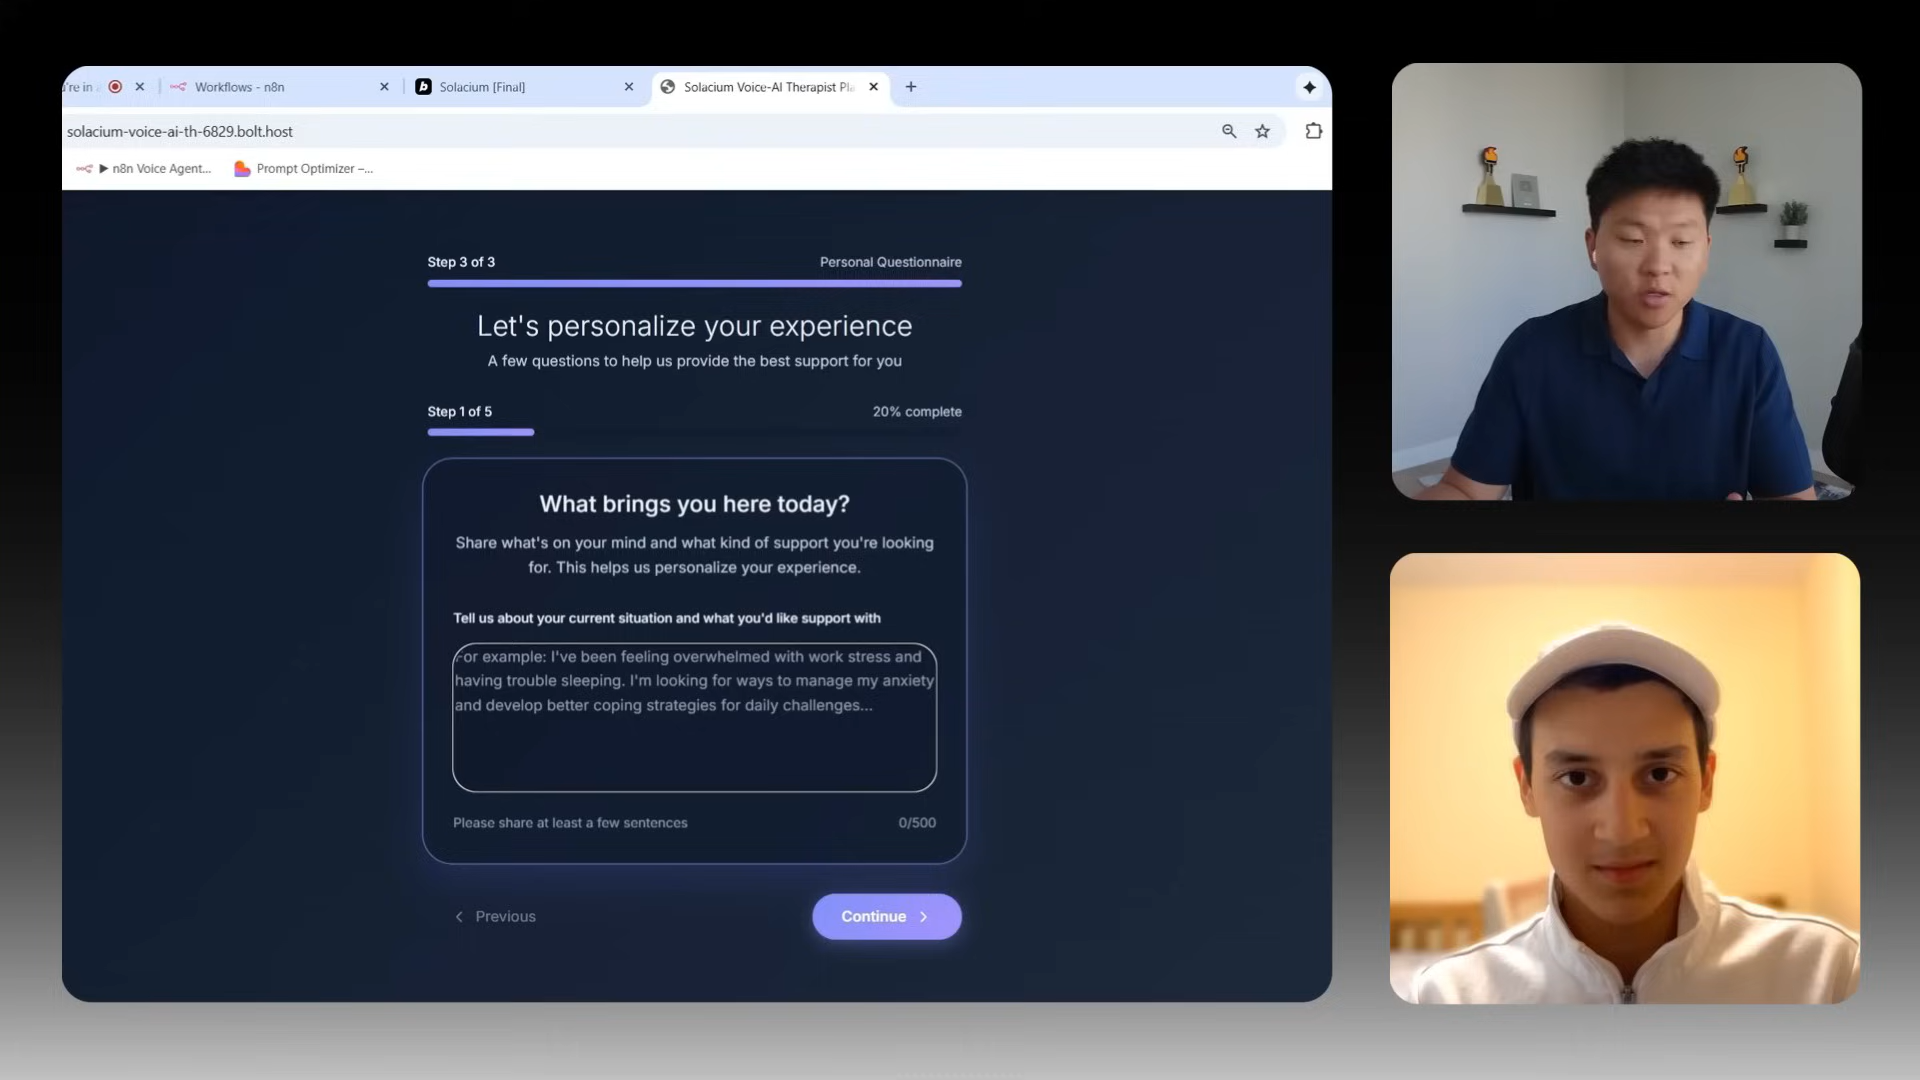 Workflows - n8n
Solacium [Final]
Solacium Voice-AI Therapist Pla
solacium-voice-ai-th-6829.bolt.host
n8n Voice Agent...
Prompt Optimizer –...
Step 3 of 3
Personal Questionnaire
Let's personalize your experience
A few questions to help us provide the best support for you
Step 1 of 5
20% complete
What brings you here today?
Share what's on your mind and what kind of support you're looking
for. This helps us personalize your experience.
Tell us about your current situation and what you'd like support with
For example: I've been feeling overwhelmed with work stress and
having trouble sleeping. I'm looking for ways to manage my anxiety
and develop better coping strategies for daily challenges...
Please share at least a few sentences
0/500
Previous
Continue